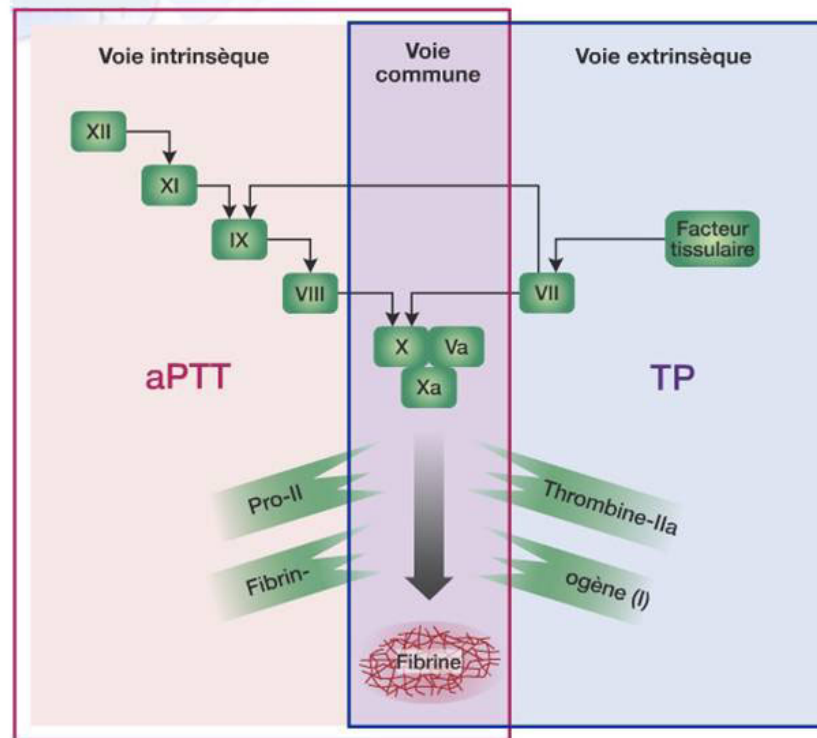 Voie intrinsèque
Voie
commune
Voie extrinsèque
XII
XI
IX
Facteur
tissulaire
VIII
VII
X
Va
Xa
aPTT
TP
Pro-II
Thrombine-IIa
Fibrin-
ogène (I)
Fibrine